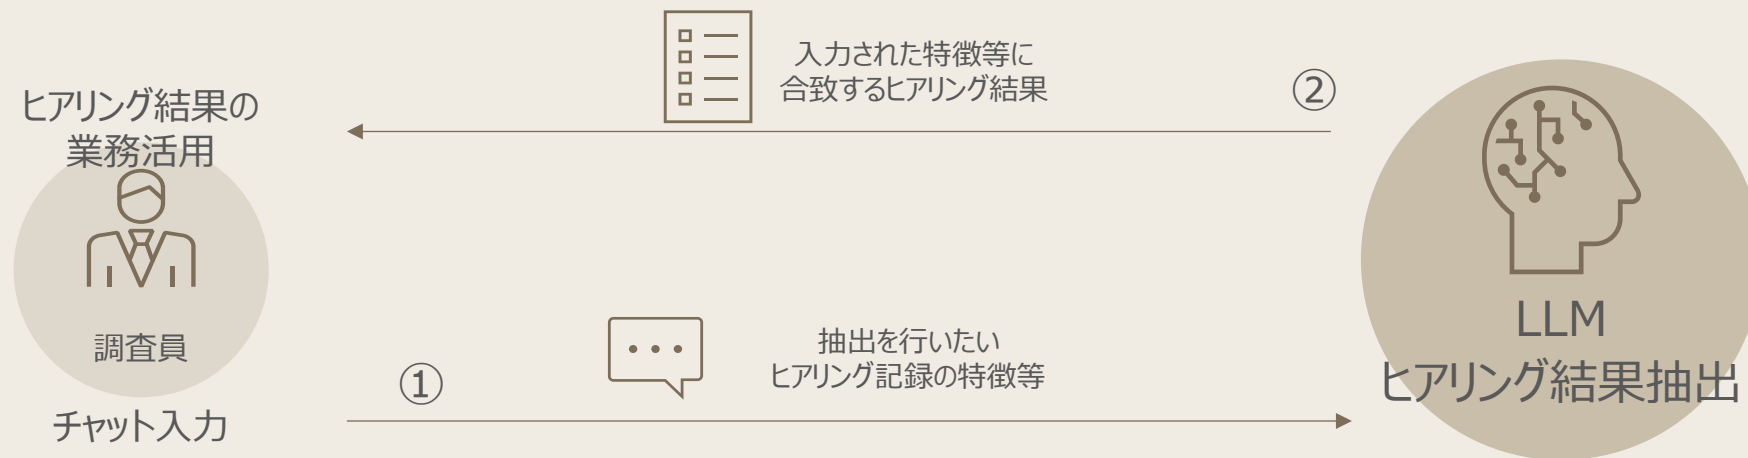 入力された特徴等に
合致するヒアリング結果
②
ヒアリング結果の
業務活用
調査員
チャット入力
①
抽出を行いたい
ヒアリング記録の特徴等
LLM
ヒアリング結果抽出